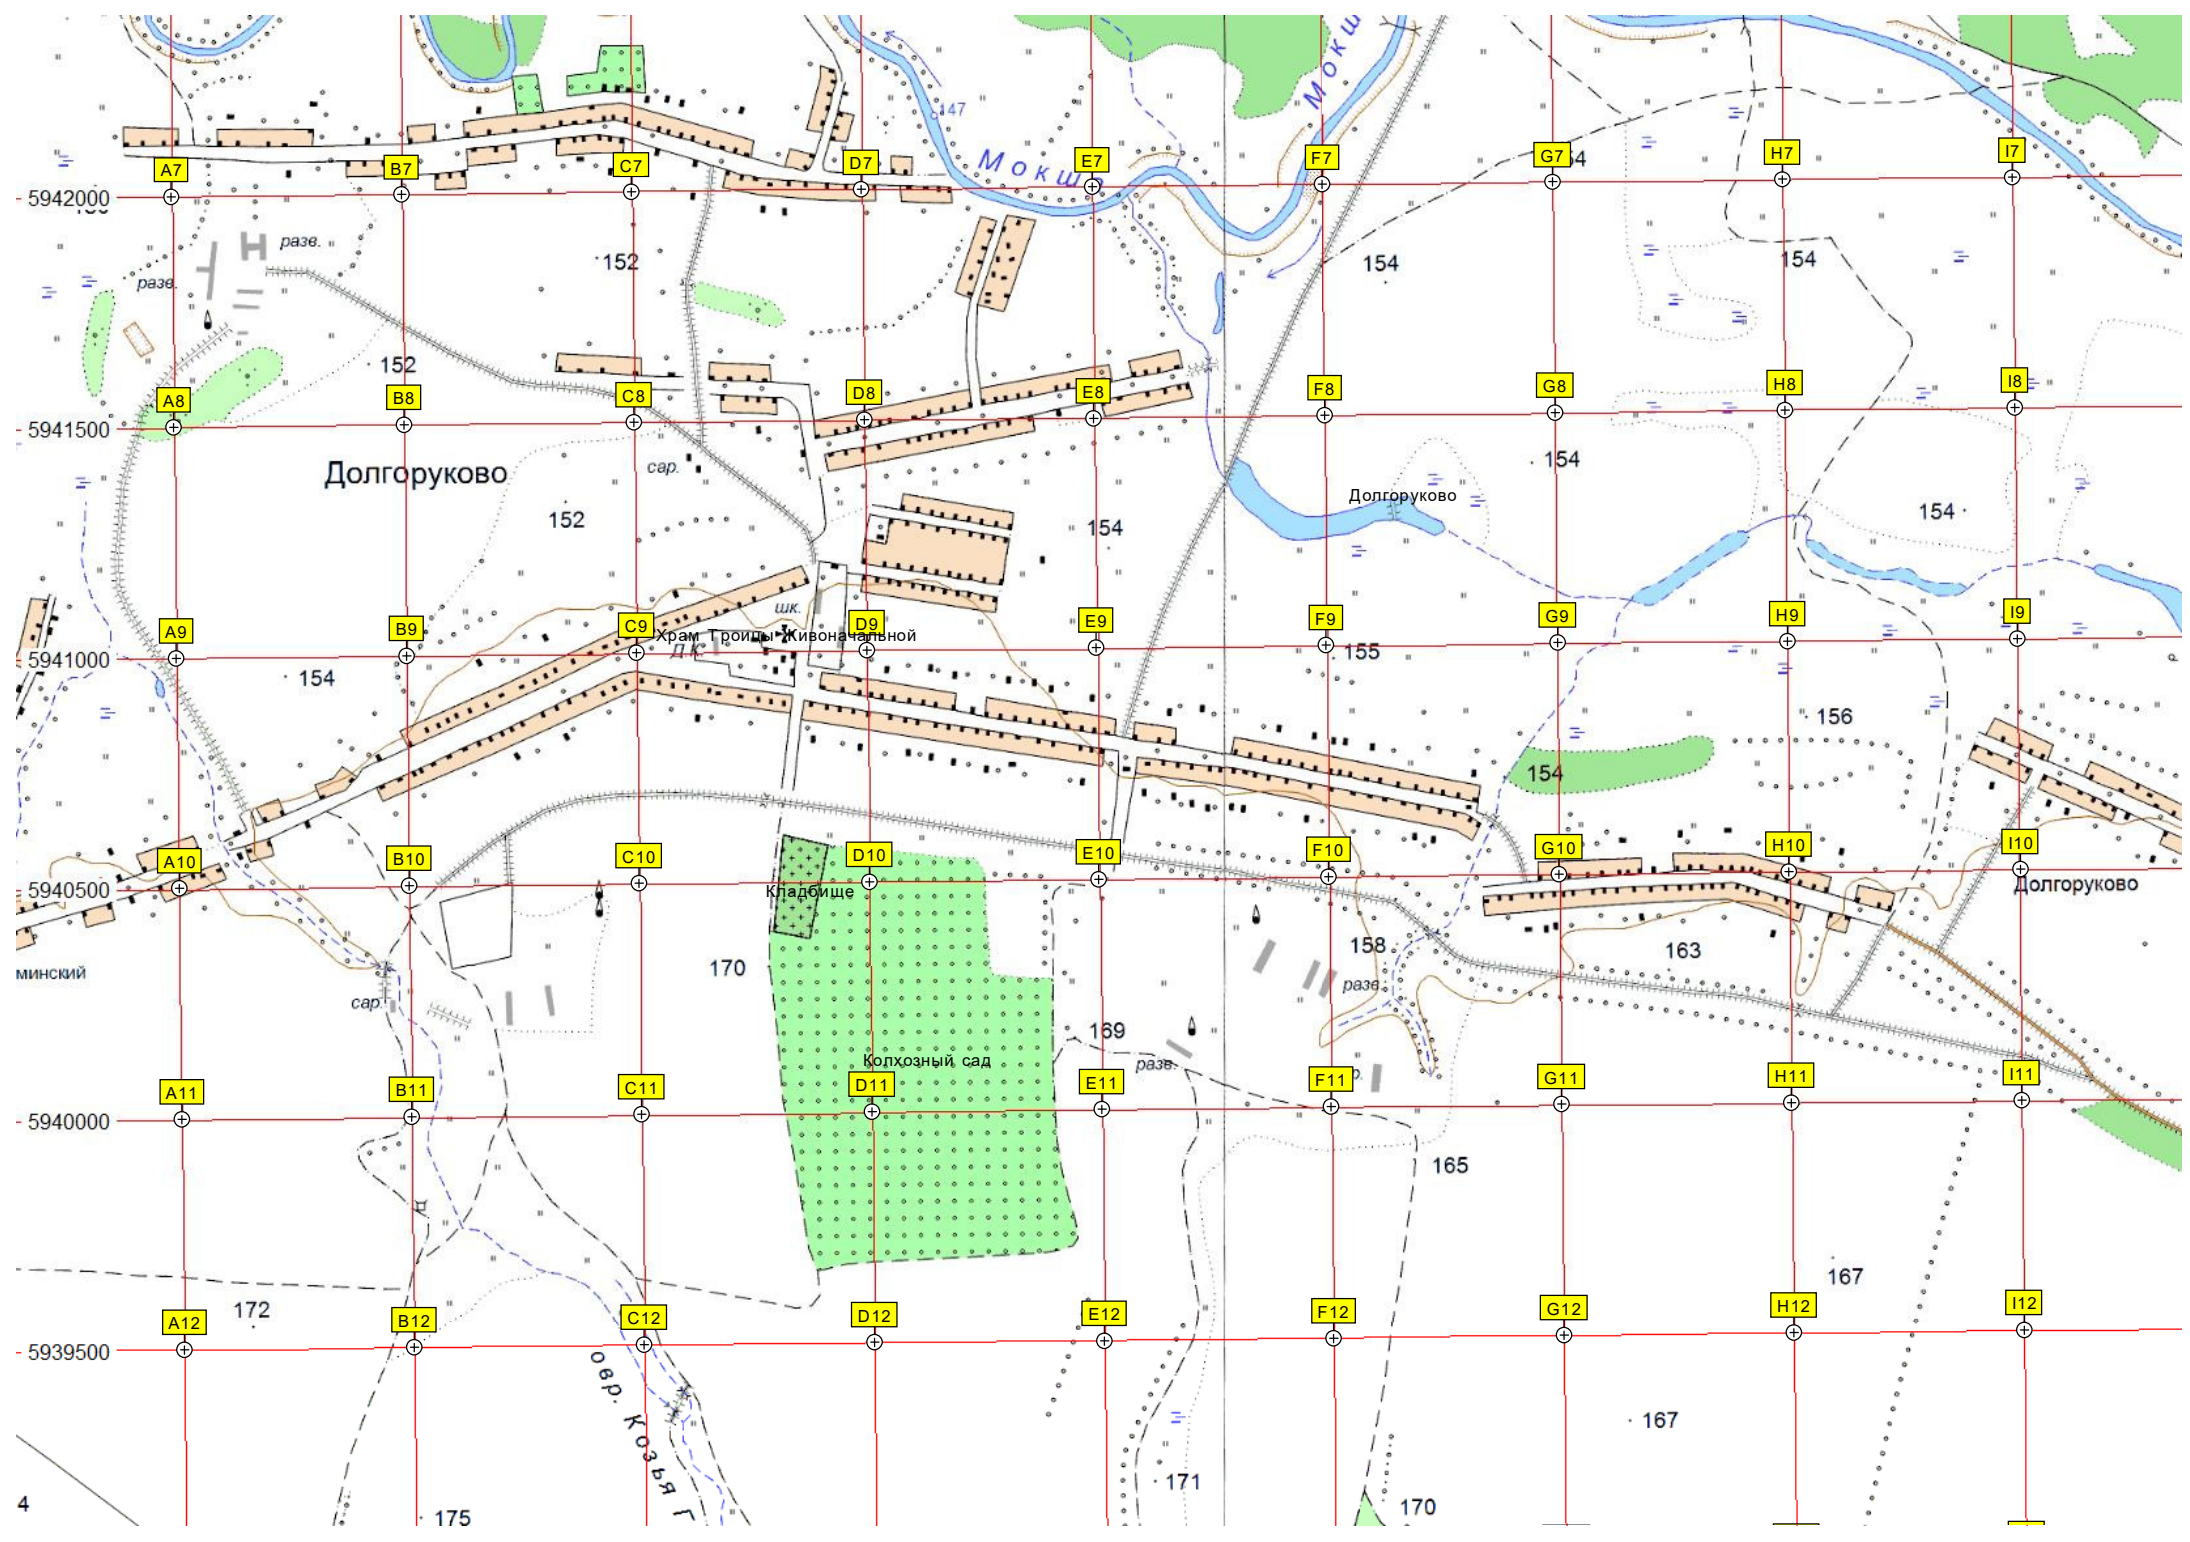 Мокш
147
Мокша
A7
B7
C7
D7
E7
F7
G7
H7
I7
5942000
разв.
152
154
154
разв.
152
A8
B8
C8
D8
E8
F8
G8
H8
I8
5941500
Долгоруково
сар.
154
Долгоруково
152
154
154
шк.
A9
B9
C9
D9
E9
F9
G9
H9
I9
Храм Троицы Живоначальной
Д.К.
5941000
155
154
156
154
A10
B10
C10
D10
E10
F10
G10
H10
I10
5940500
Кладбище
Долгоруково
минский
170
158
163
сар.
разв.
169
Колхозный сад
разв.
р.
A11
B11
C11
D11
E11
F11
G11
H11
I11
5940000
165
167
172
A12
B12
C12
D12
E12
F12
G12
H12
I12
5939500
овр. Козья Г
167
171
4
175
170